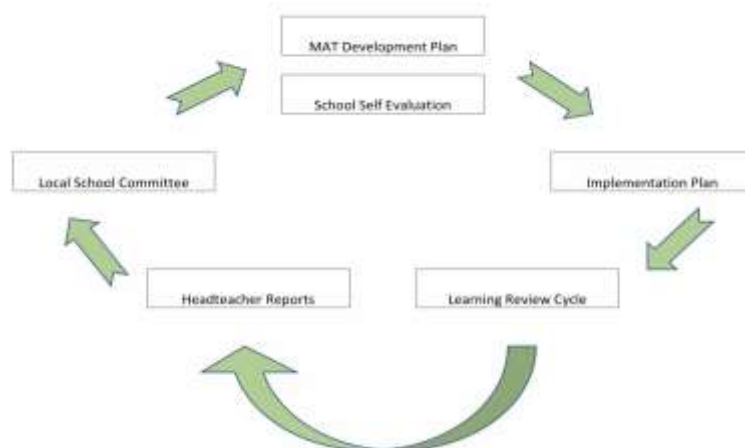 MAT Development Plan
School Self Evaluation
Local School Committee
Implementation Plan
Headteacher Reports
Learning Review Cycle